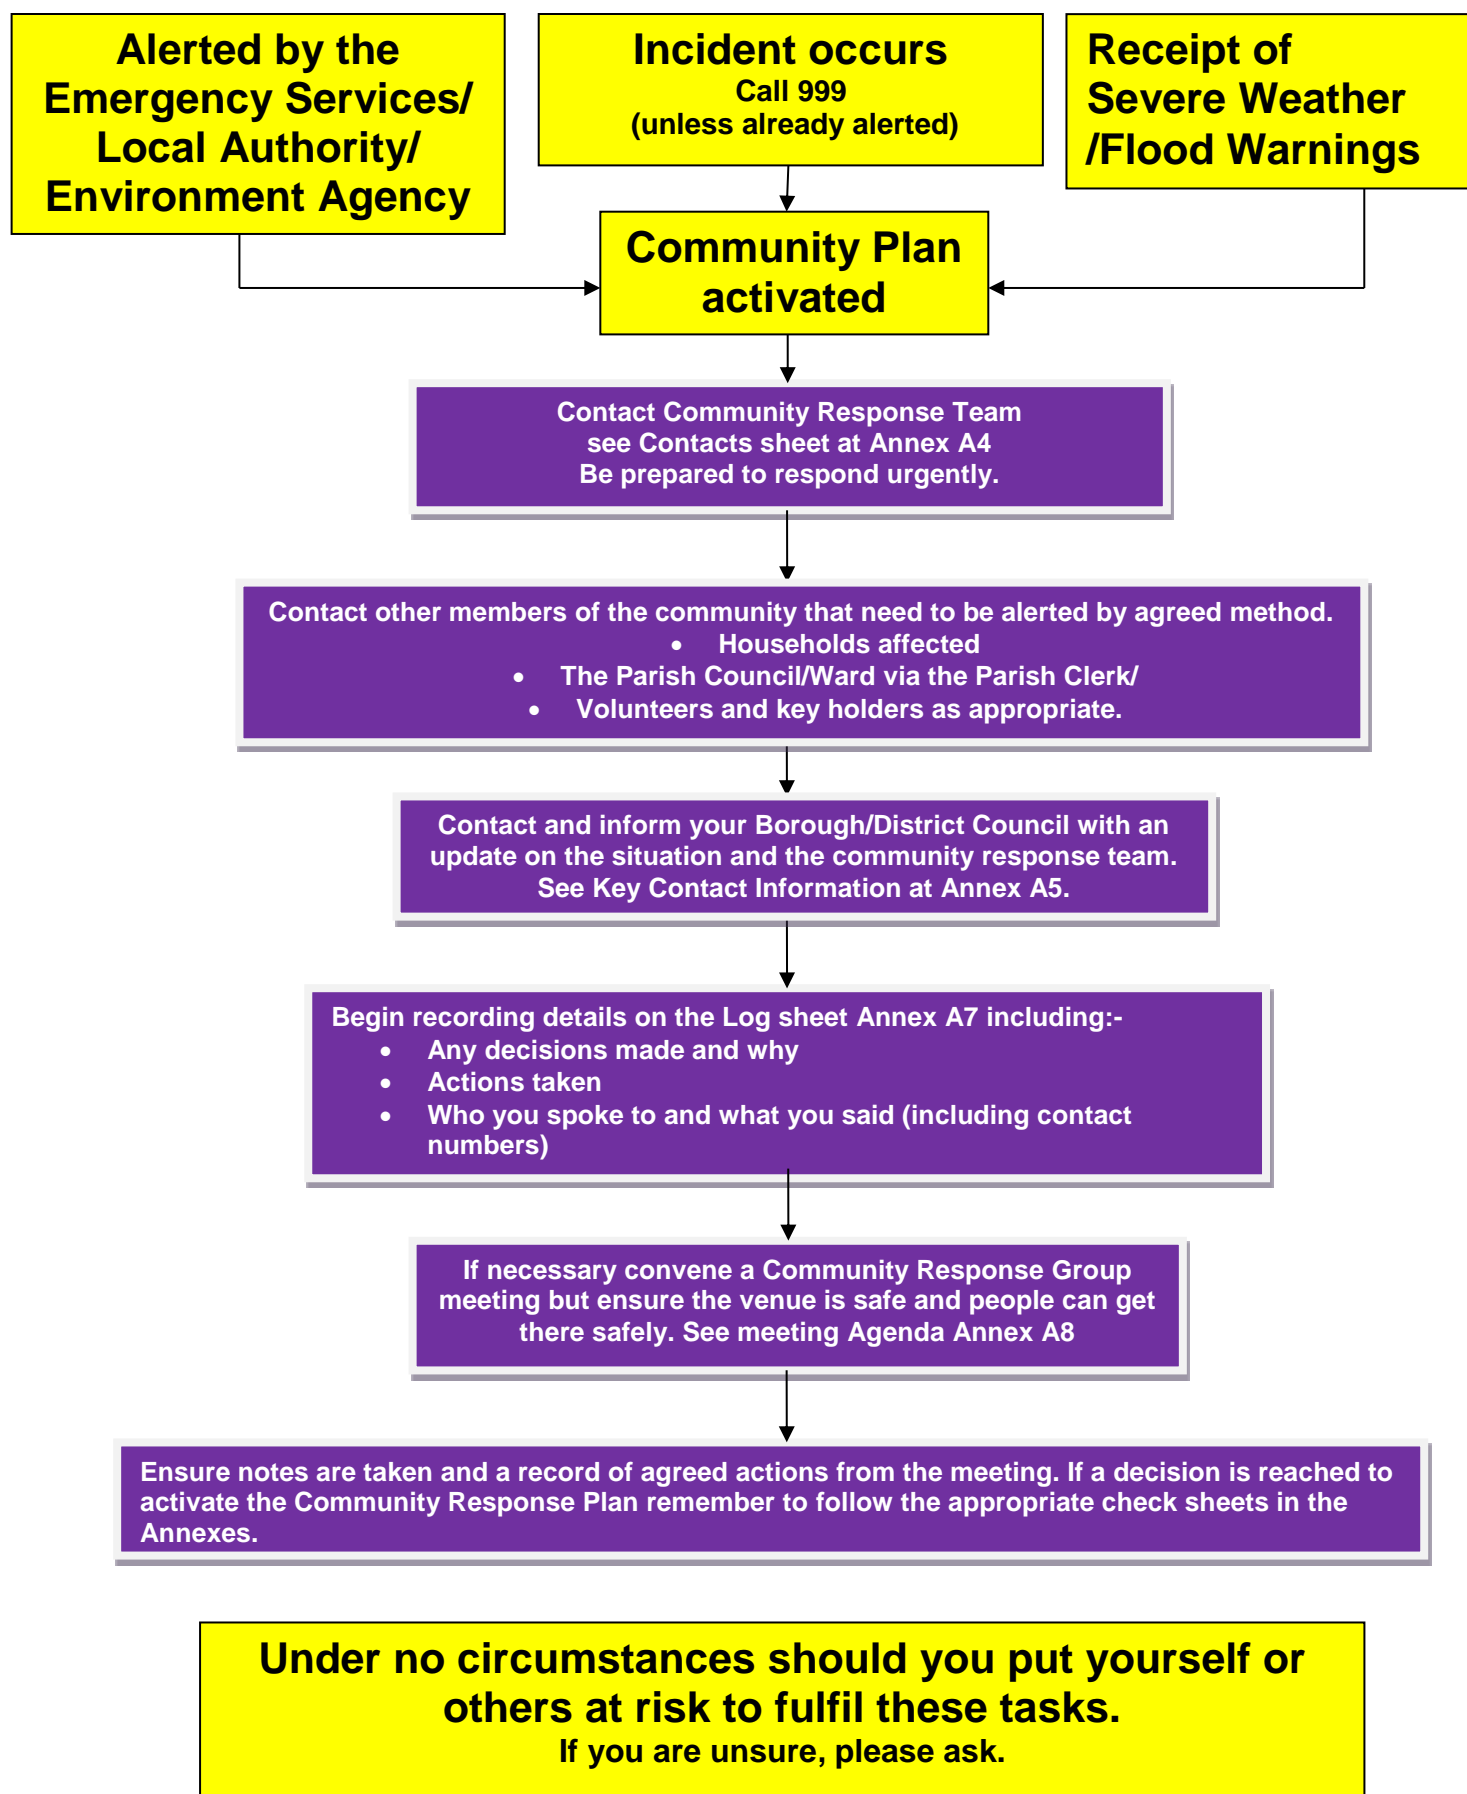 Alerted by the
Emergency Services/
Local Authority/
Environment Agency
Incident occurs
Call 999
(unless already alerted)
Receipt of
Severe Weather
/Flood Warnings
Community Plan
activated
Contact Community Response Team
see Contacts sheet at Annex A4
Be prepared to respond urgently.
Contact other members of the community that need to be alerted by agreed method.
• Households affected
• The Parish Council/Ward via the Parish Clerk/
• Volunteers and key holders as appropriate.
Contact and inform your Borough/District Council with an
update on the situation and the community response team.
See Key Contact Information at Annex A5.
Begin recording details on the Log sheet Annex A7 including:-
• Any decisions made and why
• Actions taken
• Who you spoke to and what you said (including contact
numbers)
If necessary convene a Community Response Group
meeting but ensure the venue is safe and people can get
there safely. See meeting Agenda Annex A8
Ensure notes are taken and a record of agreed actions from the meeting. If a decision is reached to
activate the Community Response Plan remember to follow the appropriate check sheets in the
Annexes.
Under no circumstances should you put yourself or
others at risk to fulfil these tasks.
If you are unsure, please ask.